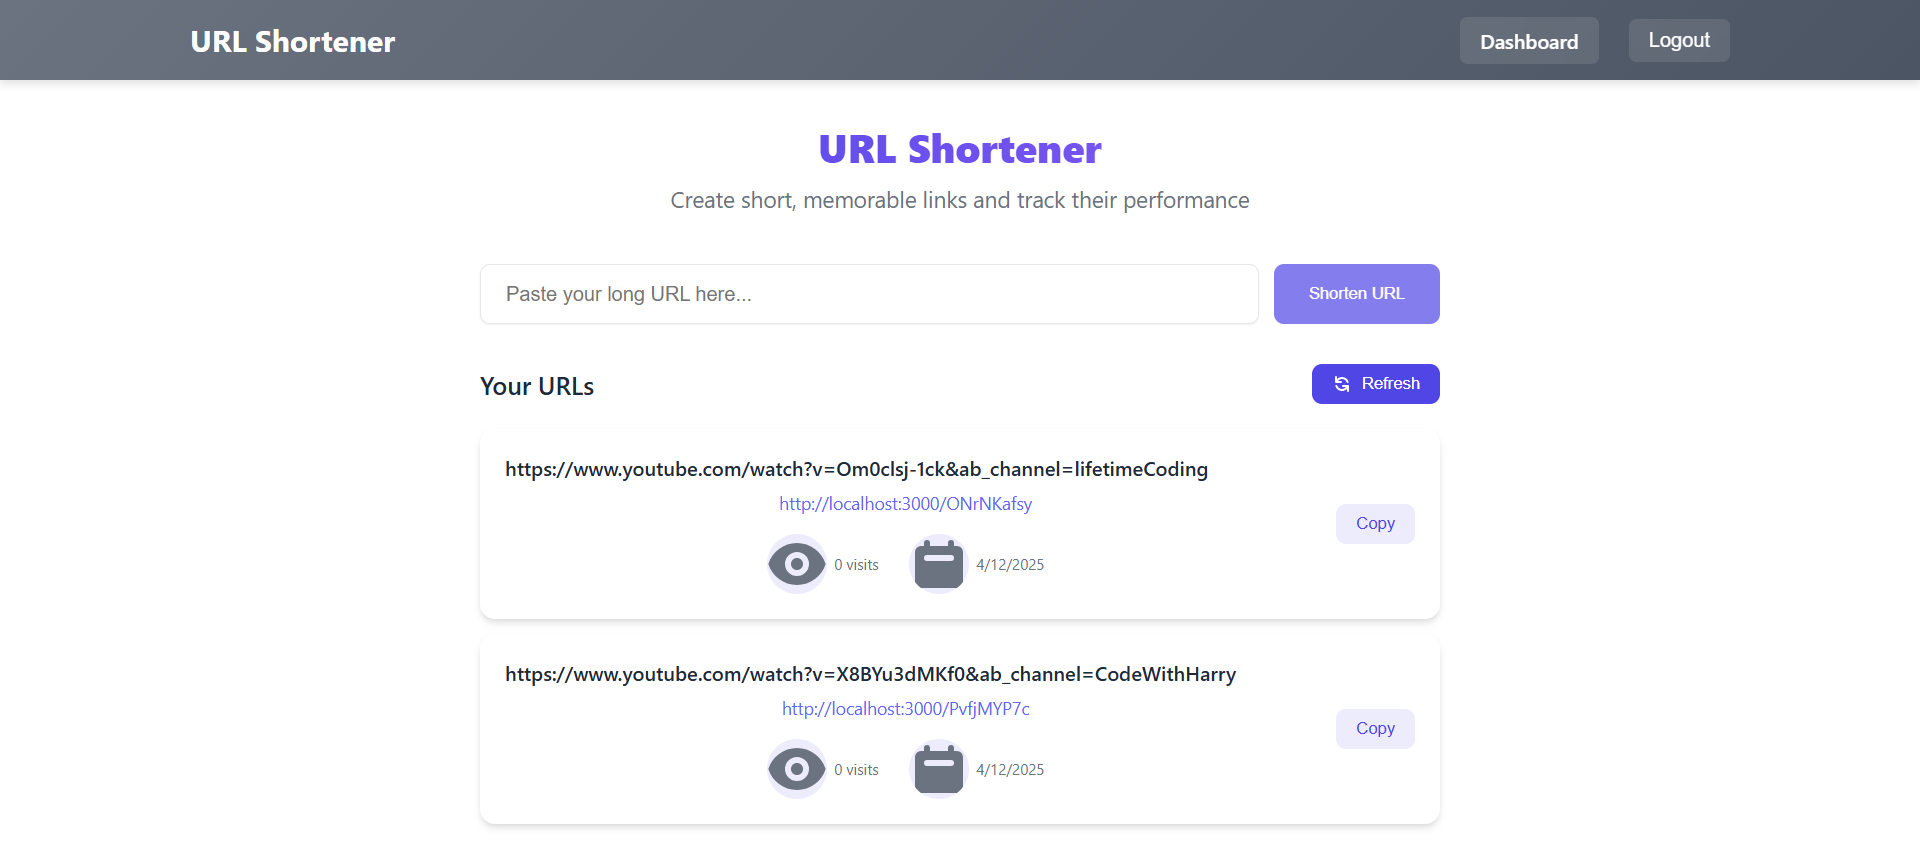 URL Shortener
Dashboard
Logout
URL Shortener
Create short, memorable links and track their performance
Paste your long URL here...
Shorten URL
Your URLs
Refresh
https://www.youtube.com/watch?v=Om0clsj-1ck&ab_channel=lifetimeCoding
http://localhost:3000/ONrNKafsy
Copy
0 visits
4/12/2025
https://www.youtube.com/watch?v=X8BYu3dMKf0&ab_channel=CodeWithHarry
http://localhost:3000/PvfjMYP7c
Copy
0 visits
4/12/2025